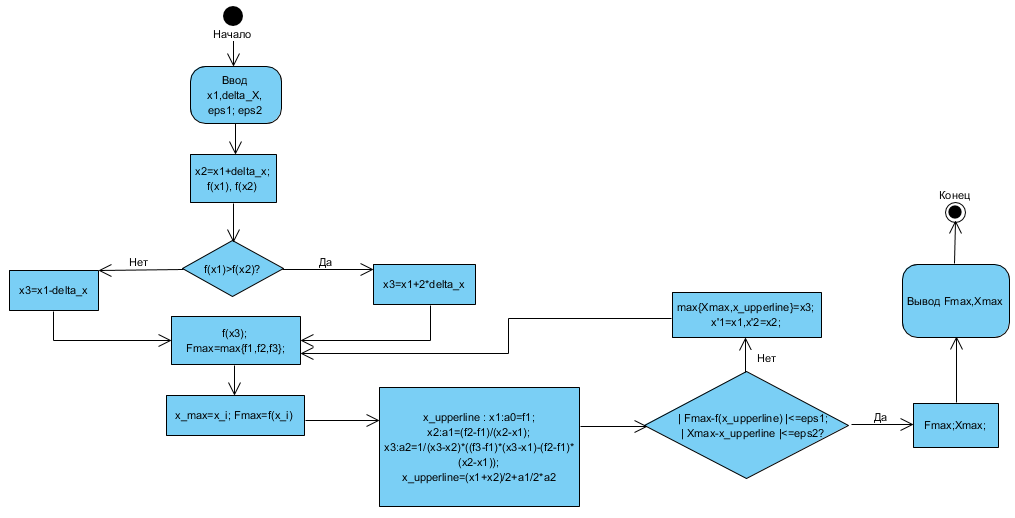 Начало
Ввод
x1,delta_X,
eps1; eps2
x2=x1+delta_x;
f(x1), f(x2)
f(x1)>f(x2)?
Нет
Да
x3=x1-delta_x
x3=x1+2*delta_x
f(x3);
Fmax=max{f1,f2,f3};
x_max=x_i; Fmax=f(x_i)
x_upperline : x1:a0=f1;
x2:a1=(f2-f1)/(x2-x1);
x3:a2=1/(x3-x2)*((f3-f1)*(x3-x1)-(f2-f1)*
(x2-x1));
x_upperline=(x1+x2)/2+a1/2*a2
| Fmax-f(x_upperline) |<=eps1;
| Xmax-x_upperline |<=eps2?
Нет
max{Xmax,x_upperline}=x3;
x'1=x1,x'2=x2;
Да
Fmax;Xmax;
Вывод Fmax,Xmax
Конец